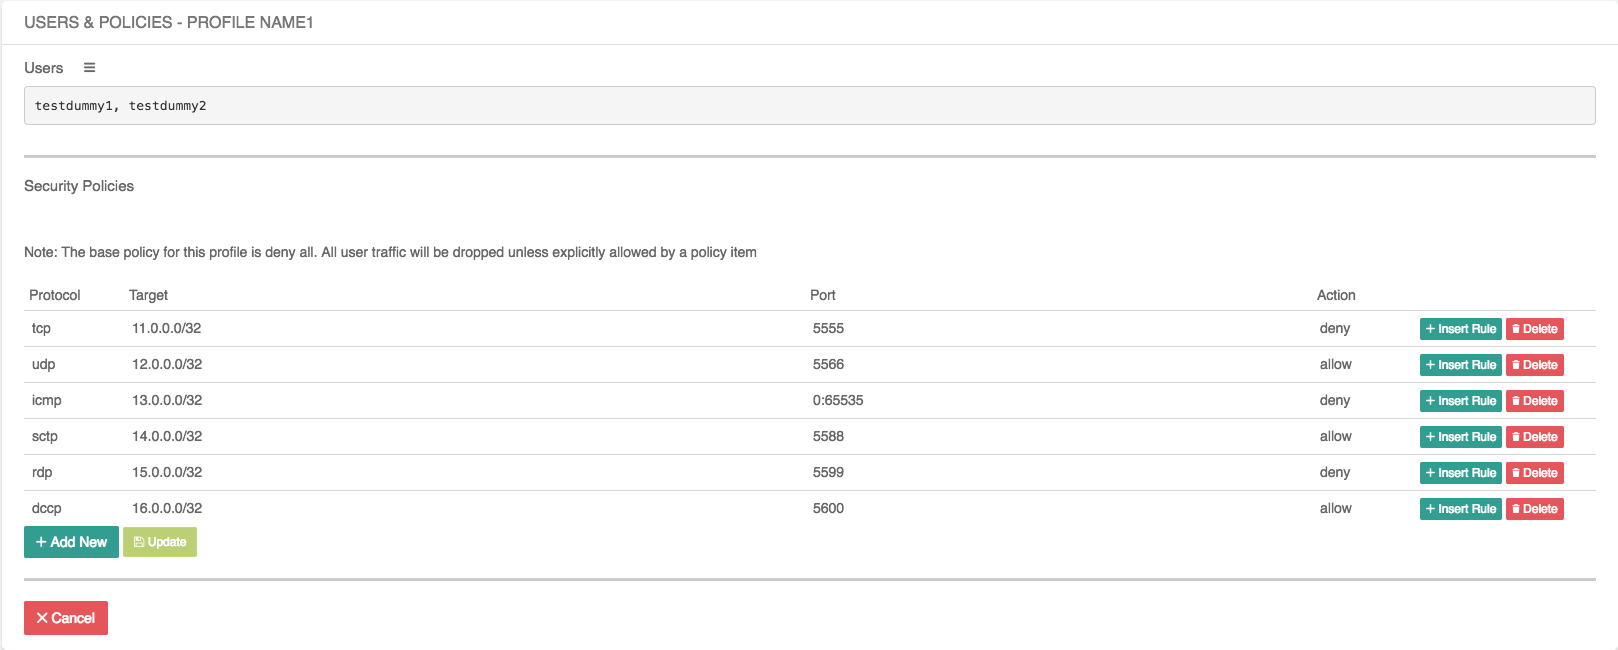 USERS & POLICIES - PROFILE NAME1
Users
testdummy1, testdummy2
Security Policies
Note: The base policy for this profile is deny all. All user traffic will be dropped unless explicitly allowed by a policy item
Protocol Target Port Action
tcp 11.0.0.0/32 5555 deny Insert Rule Delete
udp 12.0.0.0/32 5566 allow Insert Rule Delete
icmp 13.0.0.0/32 0:65535 deny Insert Rule Delete
sctp 14.0.0.0/32 5588 allow Insert Rule Delete
rdp 15.0.0.0/32 5599 deny Insert Rule Delete
dccp 16.0.0.0/32 5600 allow Insert Rule Delete
Add New Update
Cancel